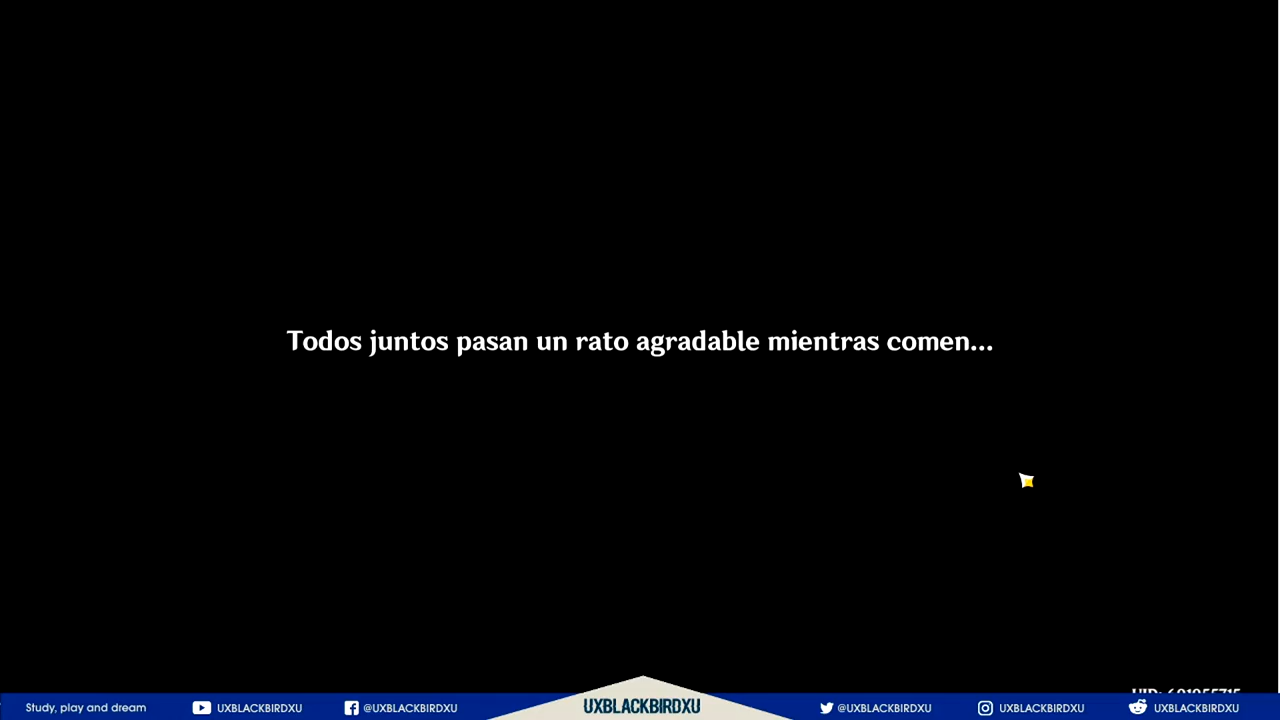 Todos juntos pasan un rato agradable mientras comen...
Study, play and dream
UXBLACKBIRDXU
@UXBLACKBIRDXU
UXBLACKBIRDXU
@UXBLACKBIRDXU
UXBLACKBIRDXU
UXBLACKBIRDXU